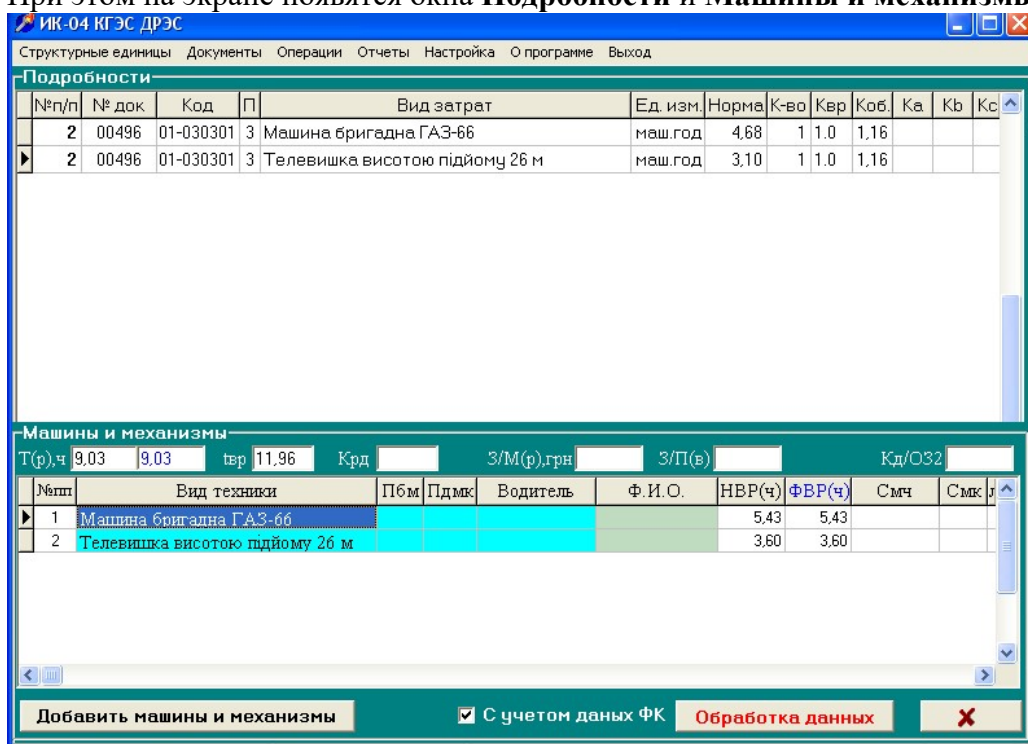 При этом на экране появятся окна Подробности и Машины и механизмы
ИК-04 КГЭС ДРЭС
Структурные единицы Документы Операции Отчеты Настройка О программе Выход
Подробности
№п/п № док Код П Вид затрат Ед. изм. Норма К-во Квр Коб. Ка Kb Кс
2 00496 01-030301 3 Машина бригадна ГАЗ-66 маш.год 4,68 1 1.0 1,16
2 00496 01-030301 3 Телевишка висотою підйому 26 м маш.год 3,10 1 1.0 1,16
Машины и механизмы
Т(р),ч 9,03 9,03 tвр 11,96 Крд З/М(р),грн З/П(в) Кд/ОЗ2
№пп Вид техники Пбм Пдмк Водитель Ф.И.О. НВР(ч) ФВР(ч) Смч Смк
1 Машина бригадна ГАЗ-66 5,43 5,43
2 Телевишка висотою підйому 26 м 3,60 3,60
Добавить машины и механизмы С учетом даных ФК Обработка данных